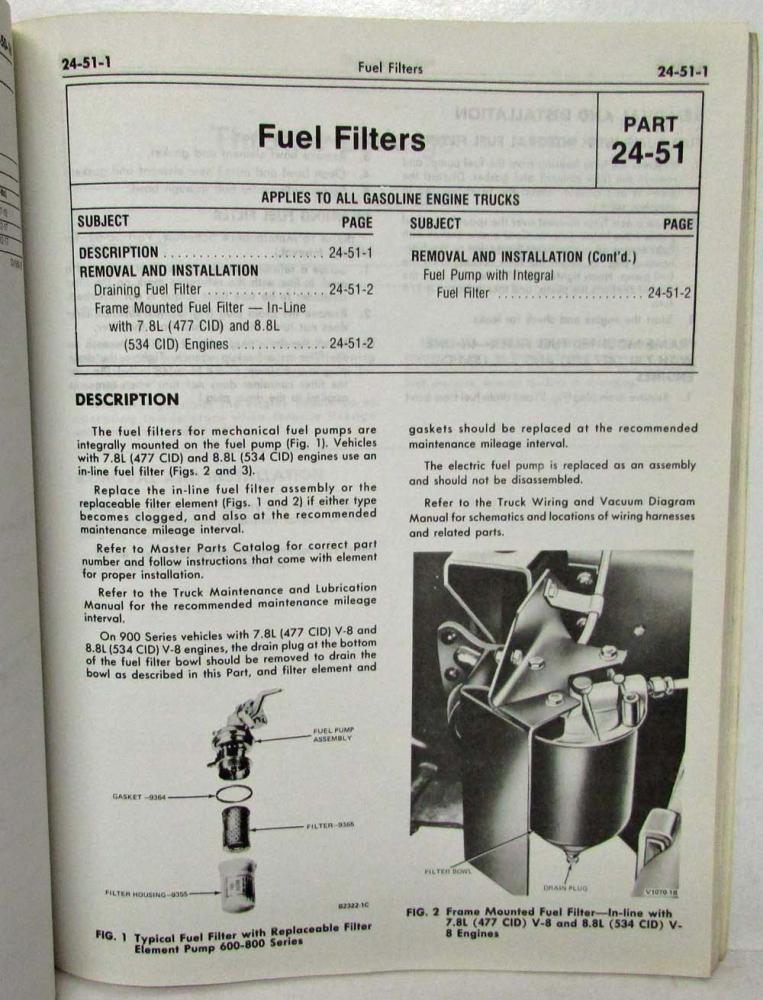 24-51-1
Fuel Filters
24-51-1
Fuel Filters
PART
24-51
APPLIES TO ALL GASOLINE ENGINE TRUCKS
SUBJECT PAGE
DESCRIPTION . . . . . . . . . . . . . . . . . . . . . . . 24-51-1
REMOVAL AND INSTALLATION
Draining Fuel Filter . . . . . . . . . . . . . . . . . 24-51-2
Frame Mounted Fuel Filter — In-Line
with 7.8L (477 CID) and 8.8L
(534 CID) Engines . . . . . . . . . . . . . 24-51-2
SUBJECT PAGE
REMOVAL AND INSTALLATION (Cont'd.)
Fuel Pump with Integral
Fuel Filter . . . . . . . . . . . . . . . . . . . . 24-51-2
DESCRIPTION
The fuel filters for mechanical fuel pumps are
integrally mounted on the fuel pump (Fig. 1). Vehicles
with 7.8L (477 CID) and 8.8L (534 CID) engines use an
in-line fuel filter (Figs. 2 and 3).
Replace the in-line fuel filter assembly or the
replaceable filter element (Figs. 1 and 2) if either type
becomes clogged, and also at the recommended
maintenance mileage interval.
Refer to Master Parts Catalog for correct part
number and follow instructions that come with element
for proper installation.
Refer to the Truck Maintenance and Lubrication
Manual for the recommended maintenance mileage
interval.
On 900 Series vehicles with 7.8L (477 CID) V-8 and
8.8L (534 CID) V-8 engines, the drain plug at the bottom
of the fuel filter bowl should be removed to drain the
bowl as described in this Part, and filter element and
gaskets should be replaced at the recommended
maintenance mileage interval.
The electric fuel pump is replaced as an assembly
and should not be disassembled.
Refer to the Truck Wiring and Vacuum Diagram
Manual for schematics and locations of wiring harnesses
and related parts.
FUEL PUMP
ASSEMBLY
GASKET -9364
FILTER-9365
FILTER HOUSING-9355
B2322-1C
FIG. 1 Typical Fuel Filter with Replaceable Filter
Element Pump 600-800 Series
FILTER BOWL
DRAIN PLUG
V1070-1B
FIG. 2 Frame Mounted Fuel Filter—In-line with
7.8L (477 CID) V-8 and 8.8L (534 CID) V-
8 Engines